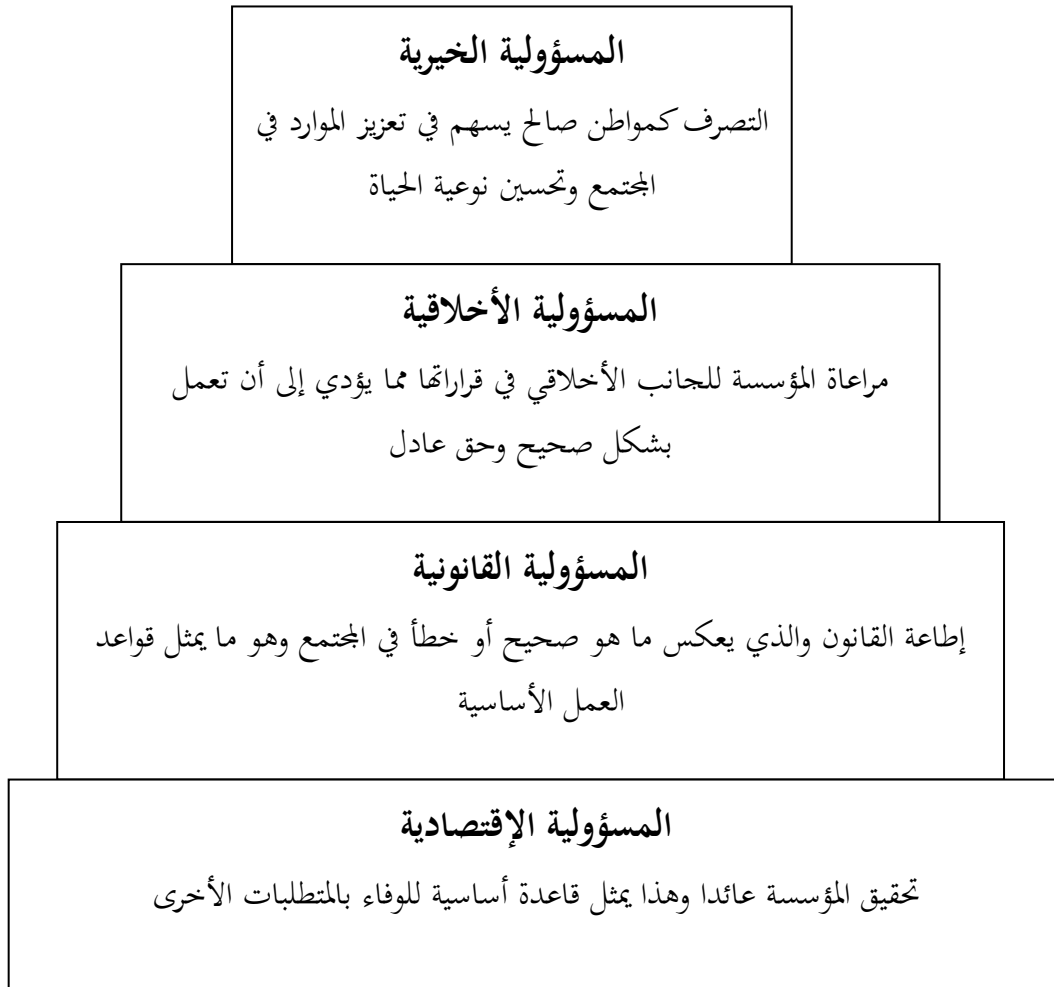 المسؤولية الخيرية
التصرف كمواطن صالح يسهم في تعزيز الموارد في
المجتمع وتحسين نوعية الحياة
المسؤولية الأخلاقية
مراعاة المؤسسة للجانب الأخلاقي في قراراتها مما يؤدي إلى أن تعمل
بشكل صحيح وحق عادل
المسؤولية القانونية
إطاعة القانون والذي يعكس ما هو صحيح أو خطأ في المجتمع وهو ما يمثل قواعد
العمل الأساسية
المسؤولية الإقتصادية
تحقيق المؤسسة عائدا وهذا يمثل قاعدة أساسية للوفاء بالمتطلبات الأخرى